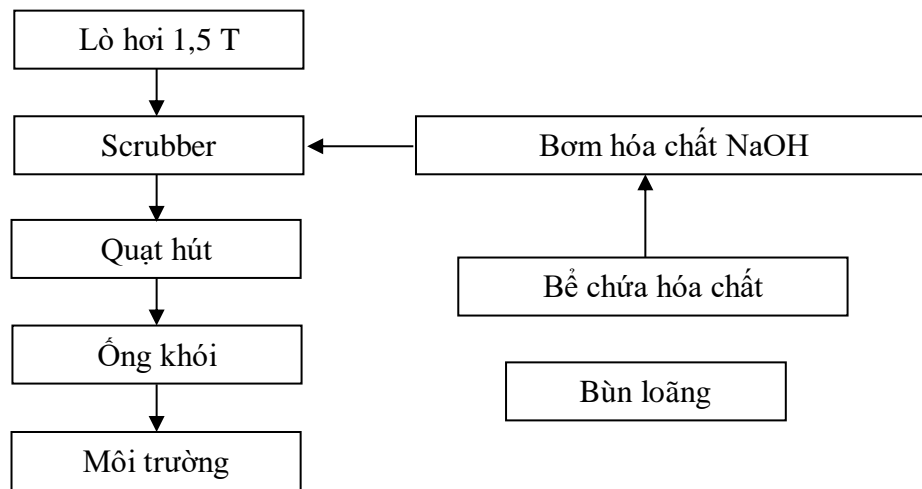 Lò hơi 1,5 T
Scrubber
Bơm hóa chất NaOH
Quạt hút
Bể chứa hóa chất
Ống khói
Bùn loãng
Môi trường